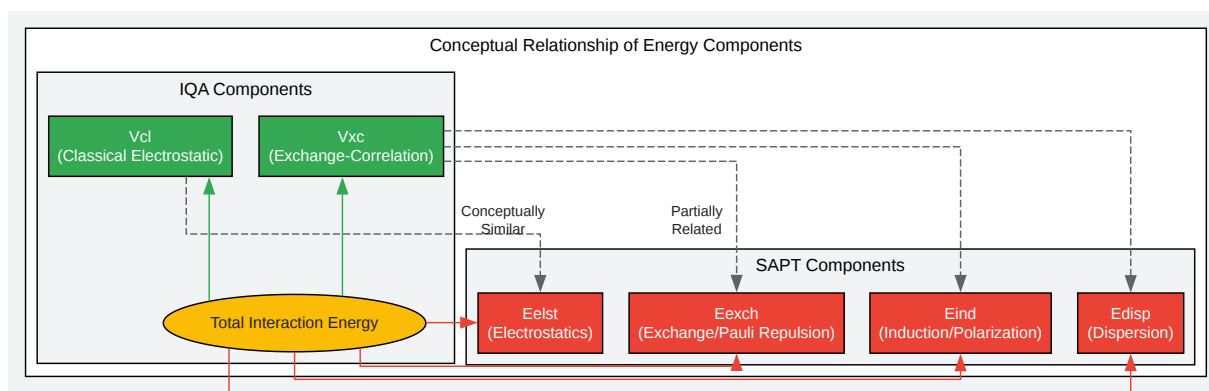 Conceptual Relationship of Energy Components
IQA Components
Vcl
(Classical Electrostatic)
Vxc
(Exchange-Correlation)
Conceptually
Similar
Partially
Related
SAPT Components
Total Interaction Energy
Eelst
(Electrostatics)
Eexch
(Exchange/Pauli Repulsion)
Eind
(Induction/Polarization)
Edisp
(Dispersion)